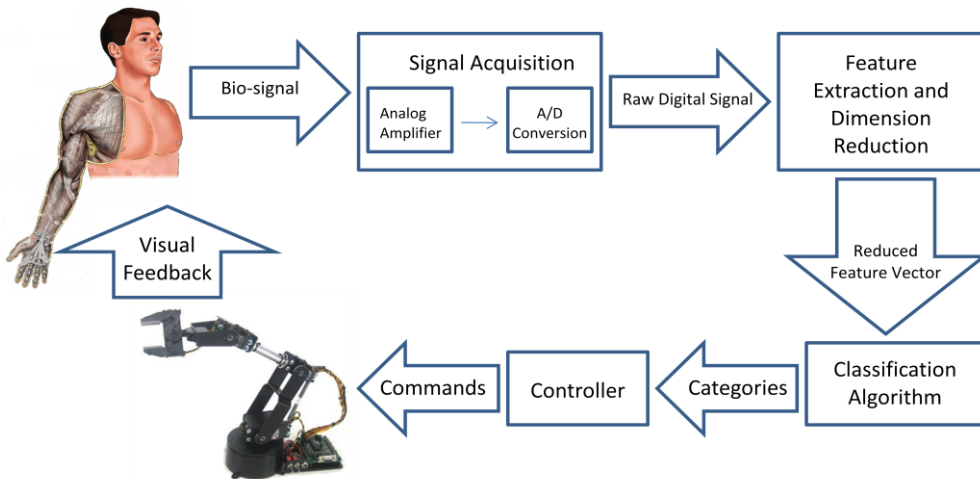 Bio-signal
Signal Acquisition
Analog
Amplifier
A/D
Conversion
Raw Digital Signal
Feature
Extraction and
Dimension
Reduction
Reduced
Feature Vector
Classification
Algorithm
Categories
Controller
Commands
Visual
Feedback